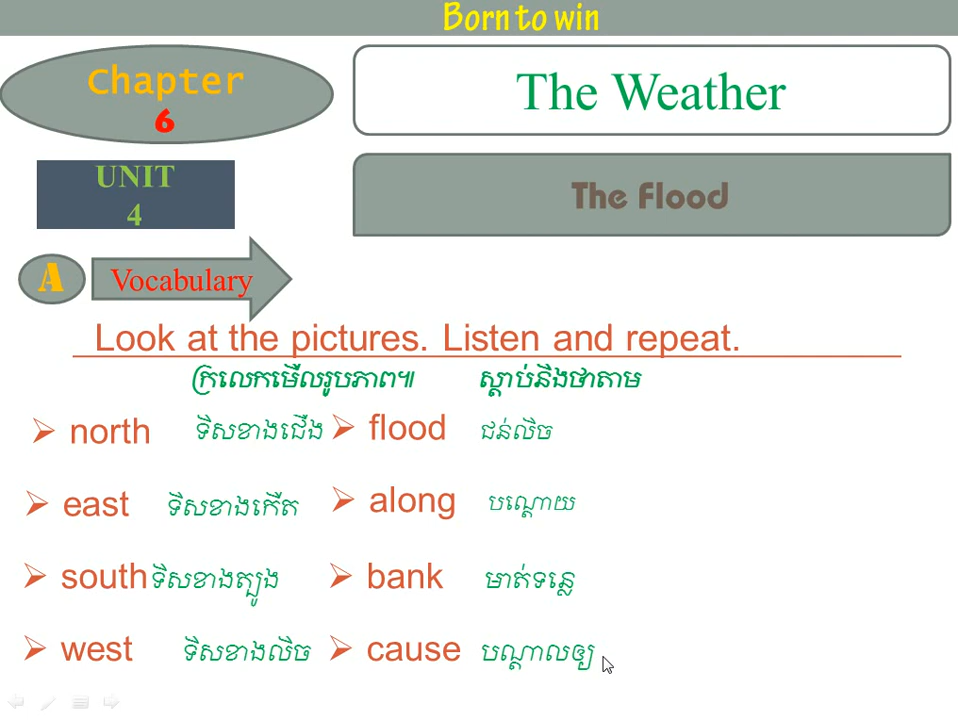 Born to win
Chapter
6
The Weather
UNIT
4
The Flood
A
Vocabulary
Look at the pictures. Listen and repeat.
ក្រលេកមើលរូបភាព៕ ស្ដាប់និងថាតាម
north ទិសខាងជើង flood ជន់លិច
east ទិសខាងកើត along បណ្ដោយ
south ទិសខាងត្បូង bank មាត់ទន្លេ
west ទិសខាងលិច cause បណ្ដាលឲ្យ